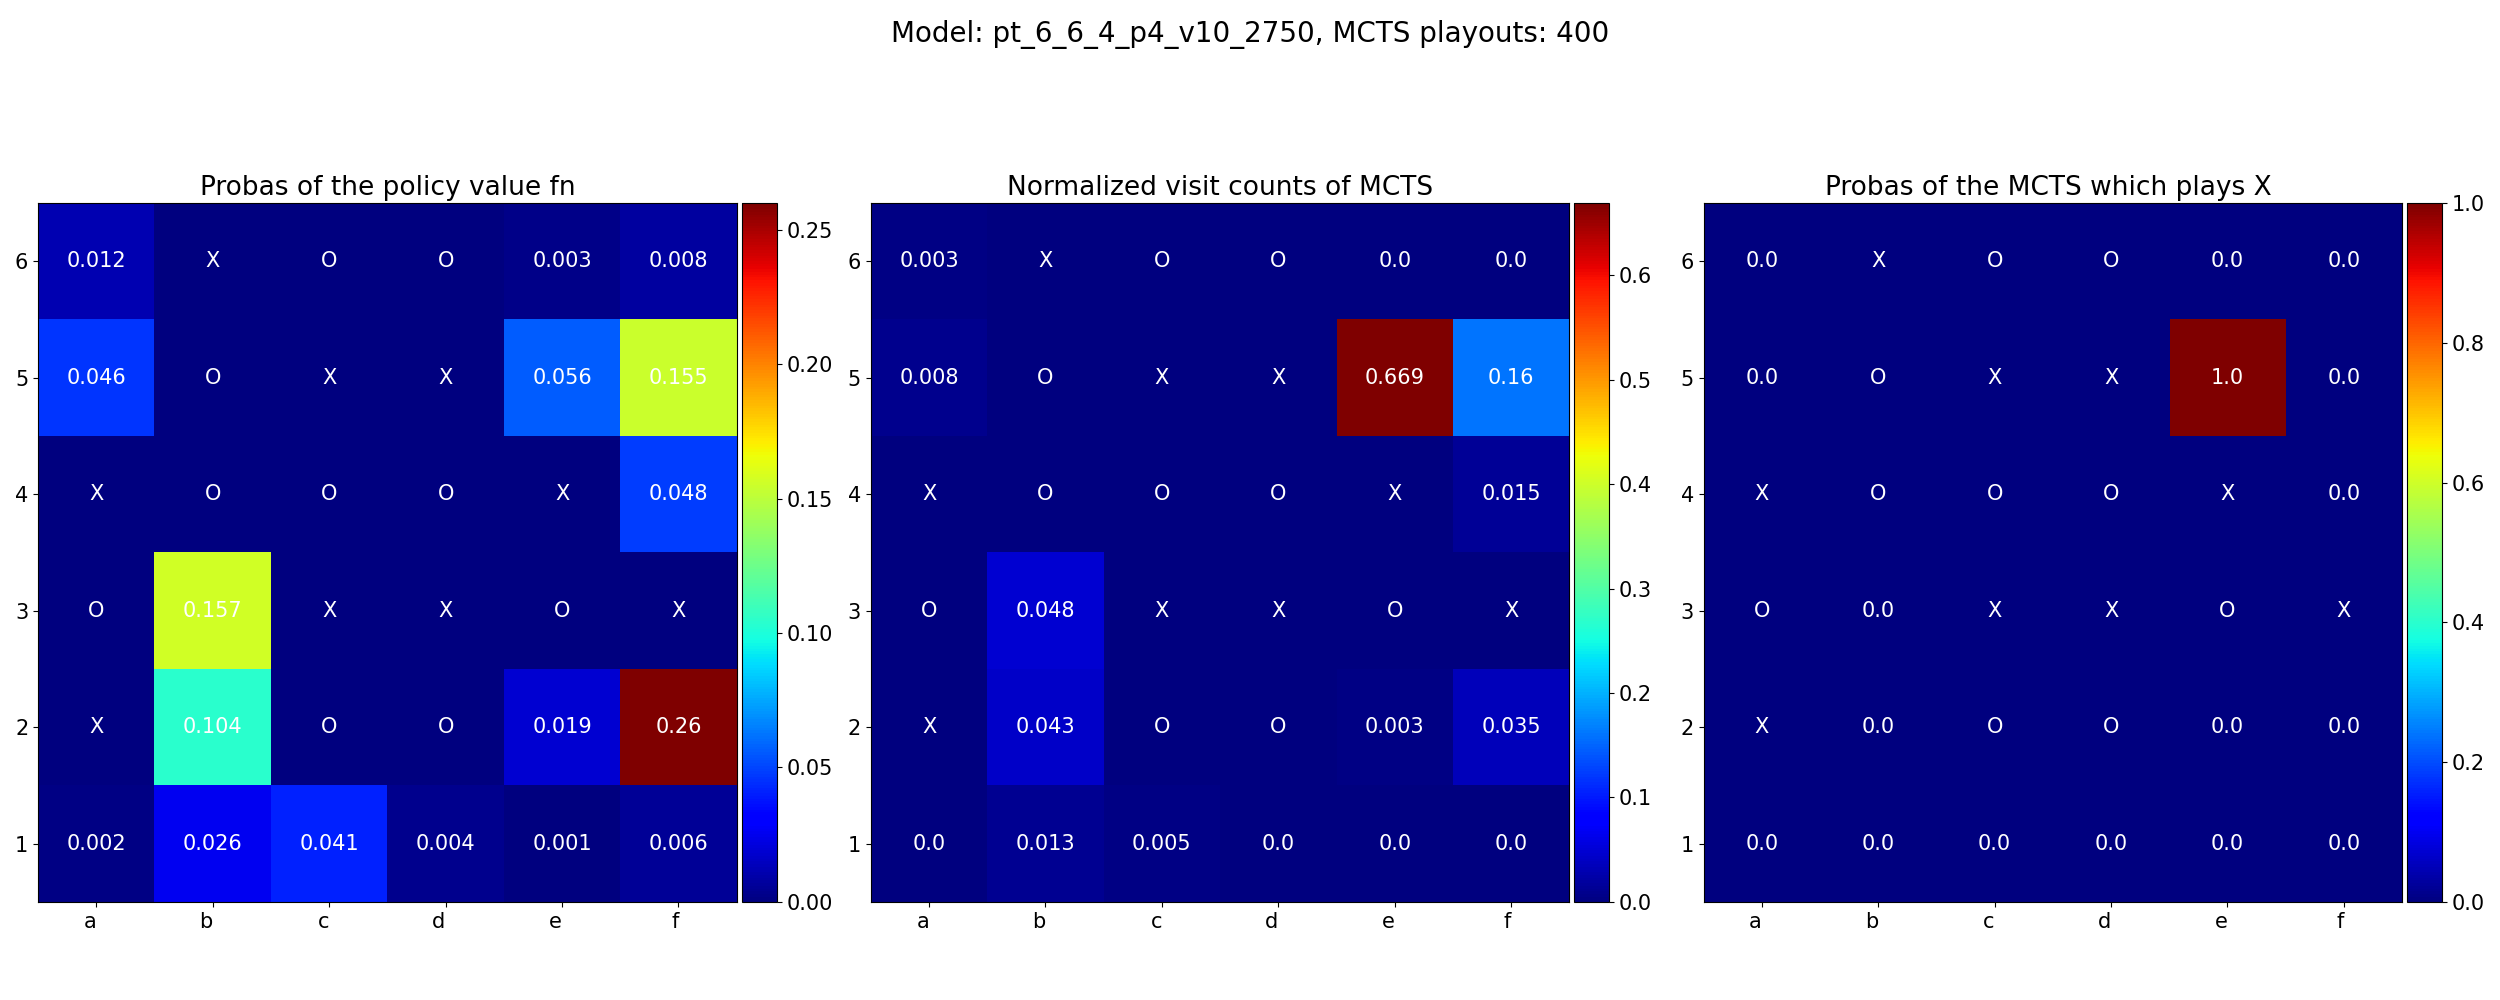 Model: pt_6_6_4_p4_v10_2750, MCTS playouts: 400
Probas of the policy value fn
6 0.012 X O O 0.003 0.008
5 0.046 O X X 0.056 0.155
4 X O O O X 0.048
3 O 0.157 X X O X
2 X 0.104 O O 0.019 0.26
1 0.002 0.026 0.041 0.004 0.001 0.006
a b c d e f
0.25
0.20
0.15
0.10
0.05
0.00
Normalized visit counts of MCTS
6 0.003 X O O 0.0 0.0
5 0.008 O X X 0.669 0.16
4 X O O O X 0.015
3 O 0.048 X X O X
2 X 0.043 O O 0.003 0.035
1 0.0 0.013 0.005 0.0 0.0 0.0
a b c d e f
0.6
0.5
0.4
0.3
0.2
0.1
0.0
Probas of the MCTS which plays X
6 0.0 X O O 0.0 0.0
5 0.0 O X X 1.0 0.0
4 X O O O X 0.0
3 O 0.0 X X O X
2 X 0.0 O O 0.0 0.0
1 0.0 0.0 0.0 0.0 0.0 0.0
a b c d e f
1.0
0.8
0.6
0.4
0.2
0.0